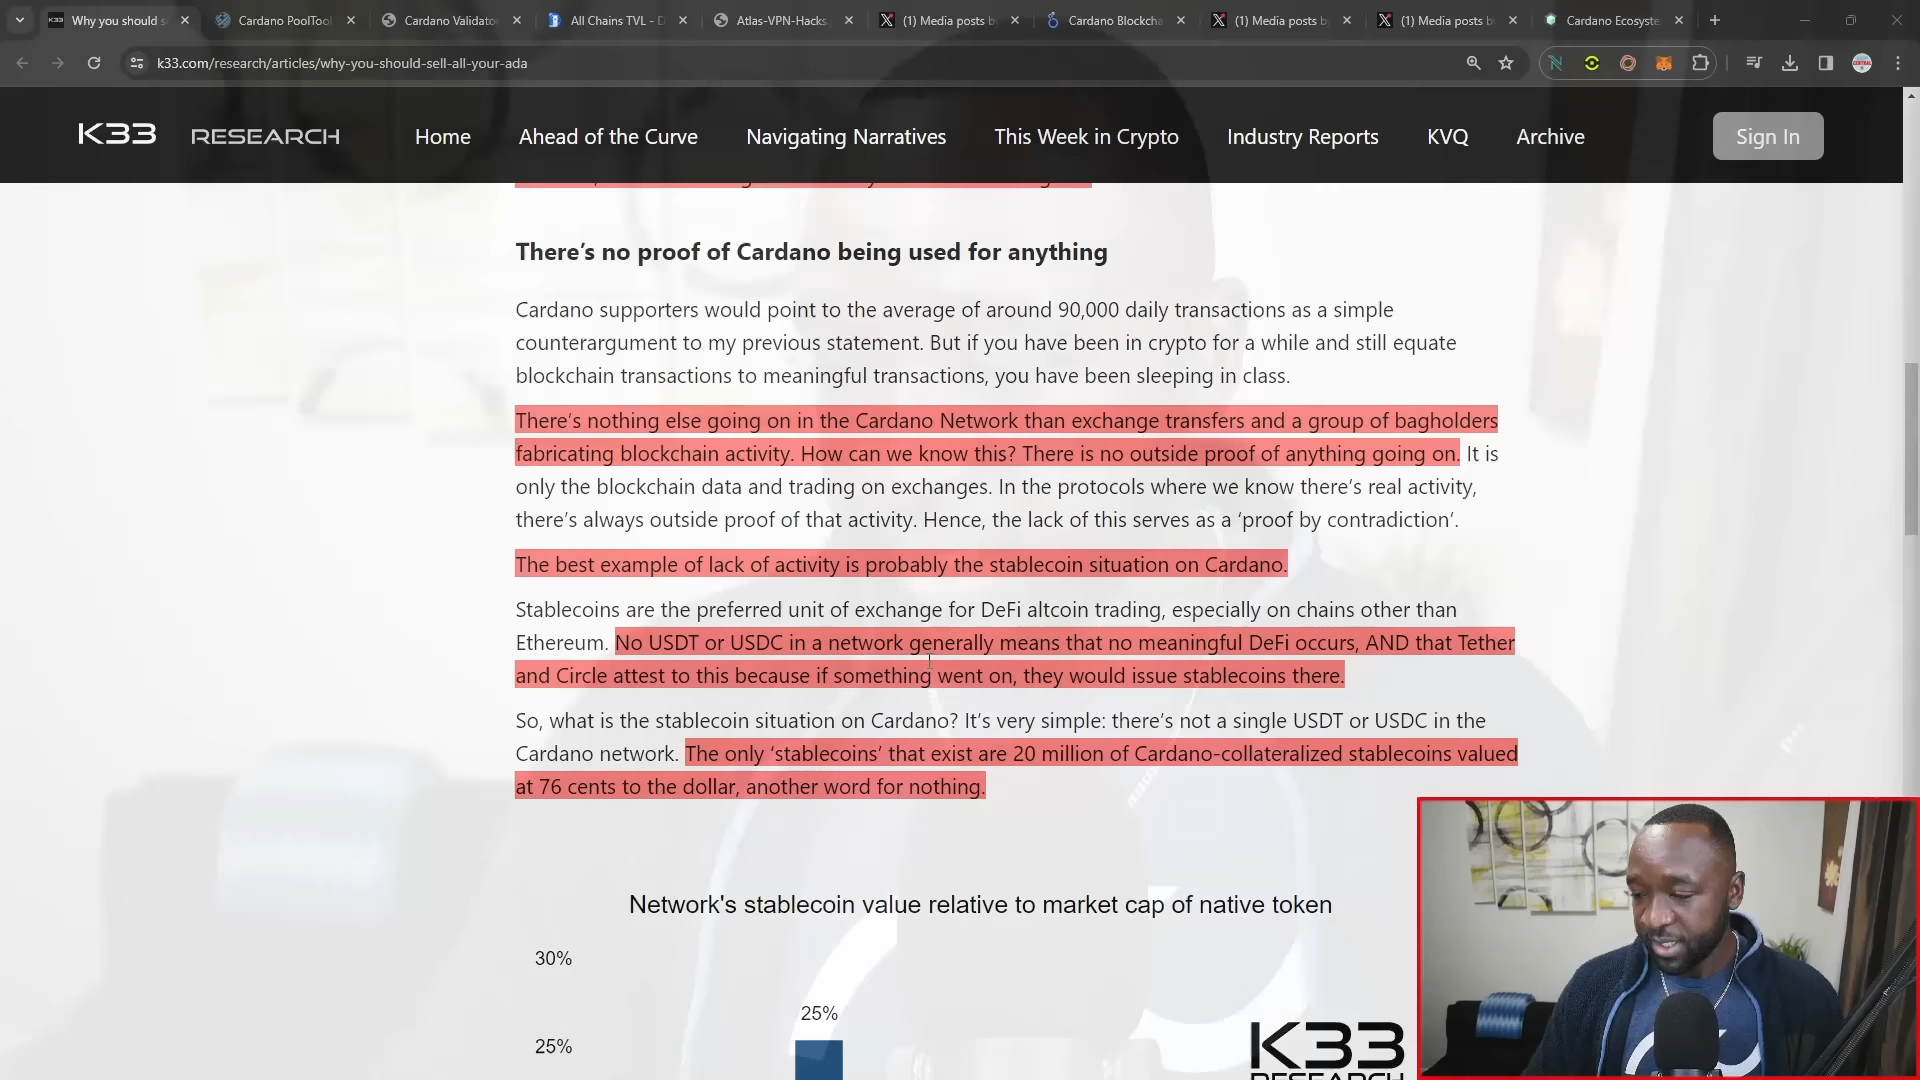 Why you should s
Cardano PoolTool
Cardano Validato
All Chains TVL - D
Atlas-VPN-Hacks
(1) Media posts b
Cardano Blockcha
(1) Media posts b
(1) Media posts b
Cardano Ecosyste
k33.com/research/articles/why-you-should-sell-all-your-ada
K33 RESEARCH
Home
Ahead of the Curve
Navigating Narratives
This Week in Crypto
Industry Reports
KVQ
Archive
Sign In
There’s no proof of Cardano being used for anything
Cardano supporters would point to the average of around 90,000 daily transactions as a simple
counterargument to my previous statement. But if you have been in crypto for a while and still equate
blockchain transactions to meaningful transactions, you have been sleeping in class.
There’s nothing else going on in the Cardano Network than exchange transfers and a group of bagholders
fabricating blockchain activity. How can we know this? There is no outside proof of anything going on. It is
only the blockchain data and trading on exchanges. In the protocols where we know there’s real activity,
there’s always outside proof of that activity. Hence, the lack of this serves as a ‘proof by contradiction’.
The best example of lack of activity is probably the stablecoin situation on Cardano.
Stablecoins are the preferred unit of exchange for DeFi altcoin trading, especially on chains other than
Ethereum. No USDT or USDC in a network generally means that no meaningful DeFi occurs, AND that Tether
and Circle attest to this because if something went on, they would issue stablecoins there.
So, what is the stablecoin situation on Cardano? It’s very simple: there’s not a single USDT or USDC in the
Cardano network. The only ‘stablecoins’ that exist are 20 million of Cardano-collateralized stablecoins valued
at 76 cents to the dollar, another word for nothing.
Network's stablecoin value relative to market cap of native token
30%
25%
25%
K33
RESEARCH